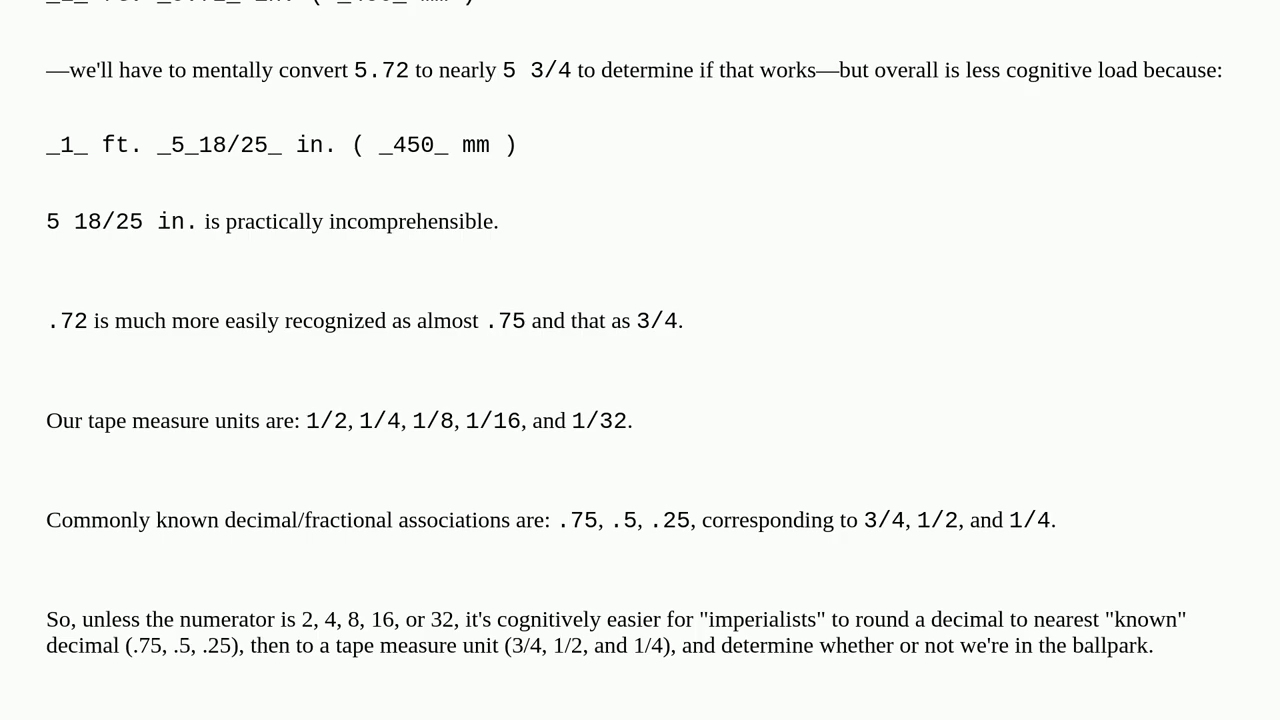 —we'll have to mentally convert 5.72 to nearly 5 3/4 to determine if that works—but overall is less cognitive load because:
_1_ ft. _5_18/25_ in. ( _450_ mm )
5 18/25 in. is practically incomprehensible.
.72 is much more easily recognized as almost .75 and that as 3/4.
Our tape measure units are: 1/2, 1/4, 1/8, 1/16, and 1/32.
Commonly known decimal/fractional associations are: .75, .5, .25, corresponding to 3/4, 1/2, and 1/4.
So, unless the numerator is 2, 4, 8, 16, or 32, it's cognitively easier for "imperialists" to round a decimal to nearest "known"
decimal (.75, .5, .25), then to a tape measure unit (3/4, 1/2, and 1/4), and determine whether or not we're in the ballpark.